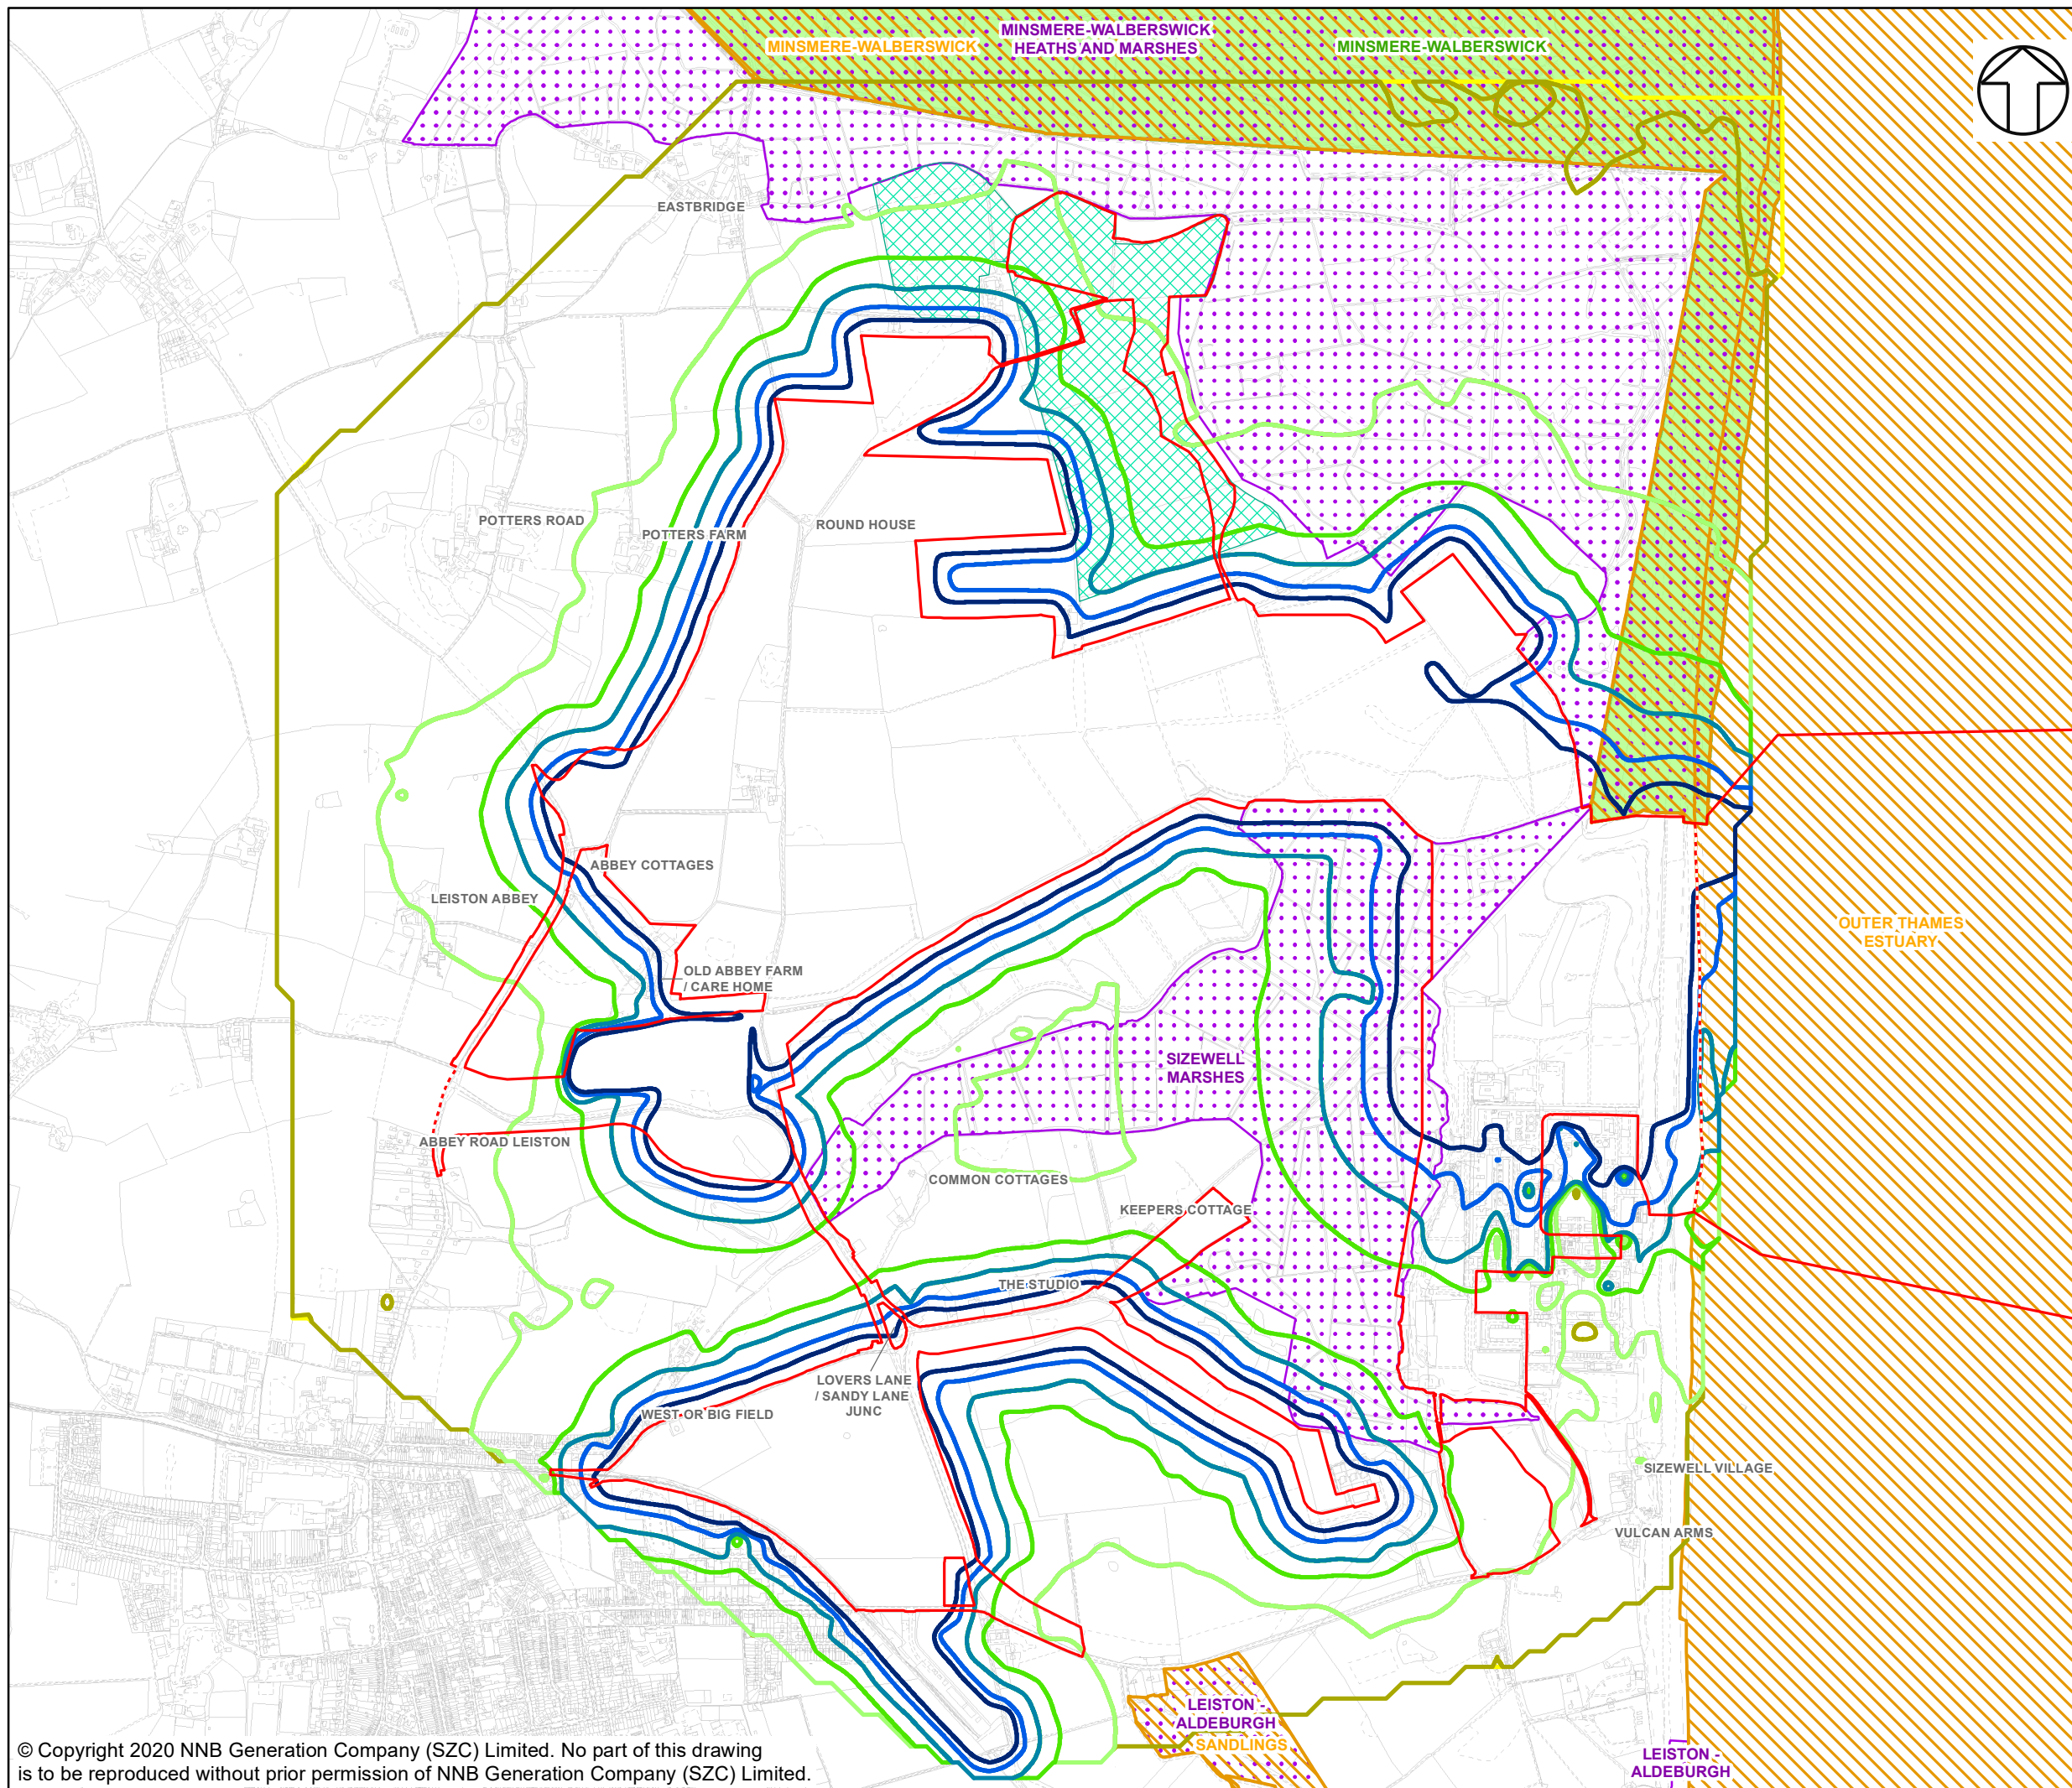 MINSMERE-WALBERSWICK
MINSMERE-WALBERSWICK
HEATHS AND MARSHES
MINSMERE-WALBERSWICK
EASTBRIDGE
POTTERS ROAD
POTTERS FARM
ROUND HOUSE
ABBEY COTTAGES
LEISTON ABBEY
OUTER THAMES
ESTUARY
OLD ABBEY FARM
/ CARE HOME
SIZEWELL
MARSHES
ABBEY ROAD LEISTON
COMMON COTTAGES
KEEPERS COTTAGE
THE STUDIO
LOVERS LANE
/ SANDY LANE
JUNC
WEST OR BIG FIELD
SIZEWELL VILLAGE
VULCAN ARMS
LEISTON -
ALDEBURGH
SANDLINGS
LEISTON -
ALDEBURGH
© Copyright 2020 NNB Generation Company (SZC) Limited. No part of this drawing
is to be reproduced without prior permission of NNB Generation Company (SZC) Limited.